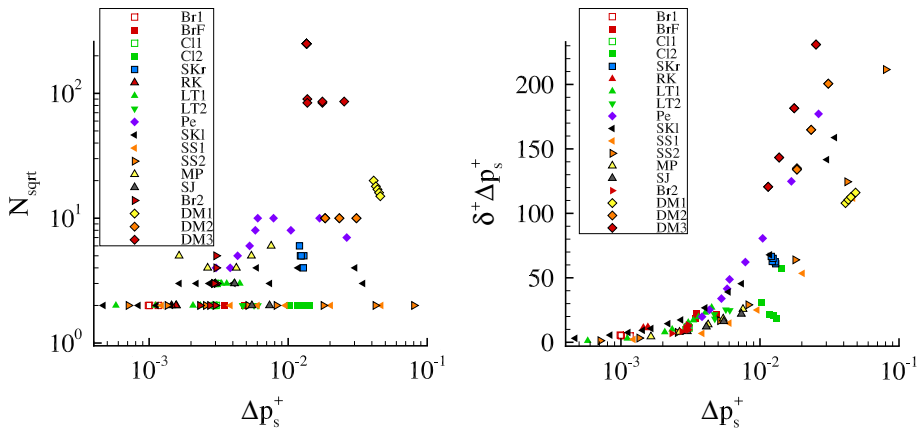 Br1
BrF
Cl1
Cl2
SKr
RK
LT1
LT2
Pe
SKl
SS1
SS2
MP
SJ
Br2
DM1
DM2
DM3
N_sqrt
10^2
10^1
10^0
10^-3 10^-2 10^-1
Δp_s^+
Br1
BrF
Cl1
Cl2
SKr
RK
LT1
LT2
Pe
SKl
SS1
SS2
MP
SJ
Br2
DM1
DM2
DM3
δ^+Δp_s^+
200
150
100
50
0
10^-3 10^-2 10^-1
Δp_s^+